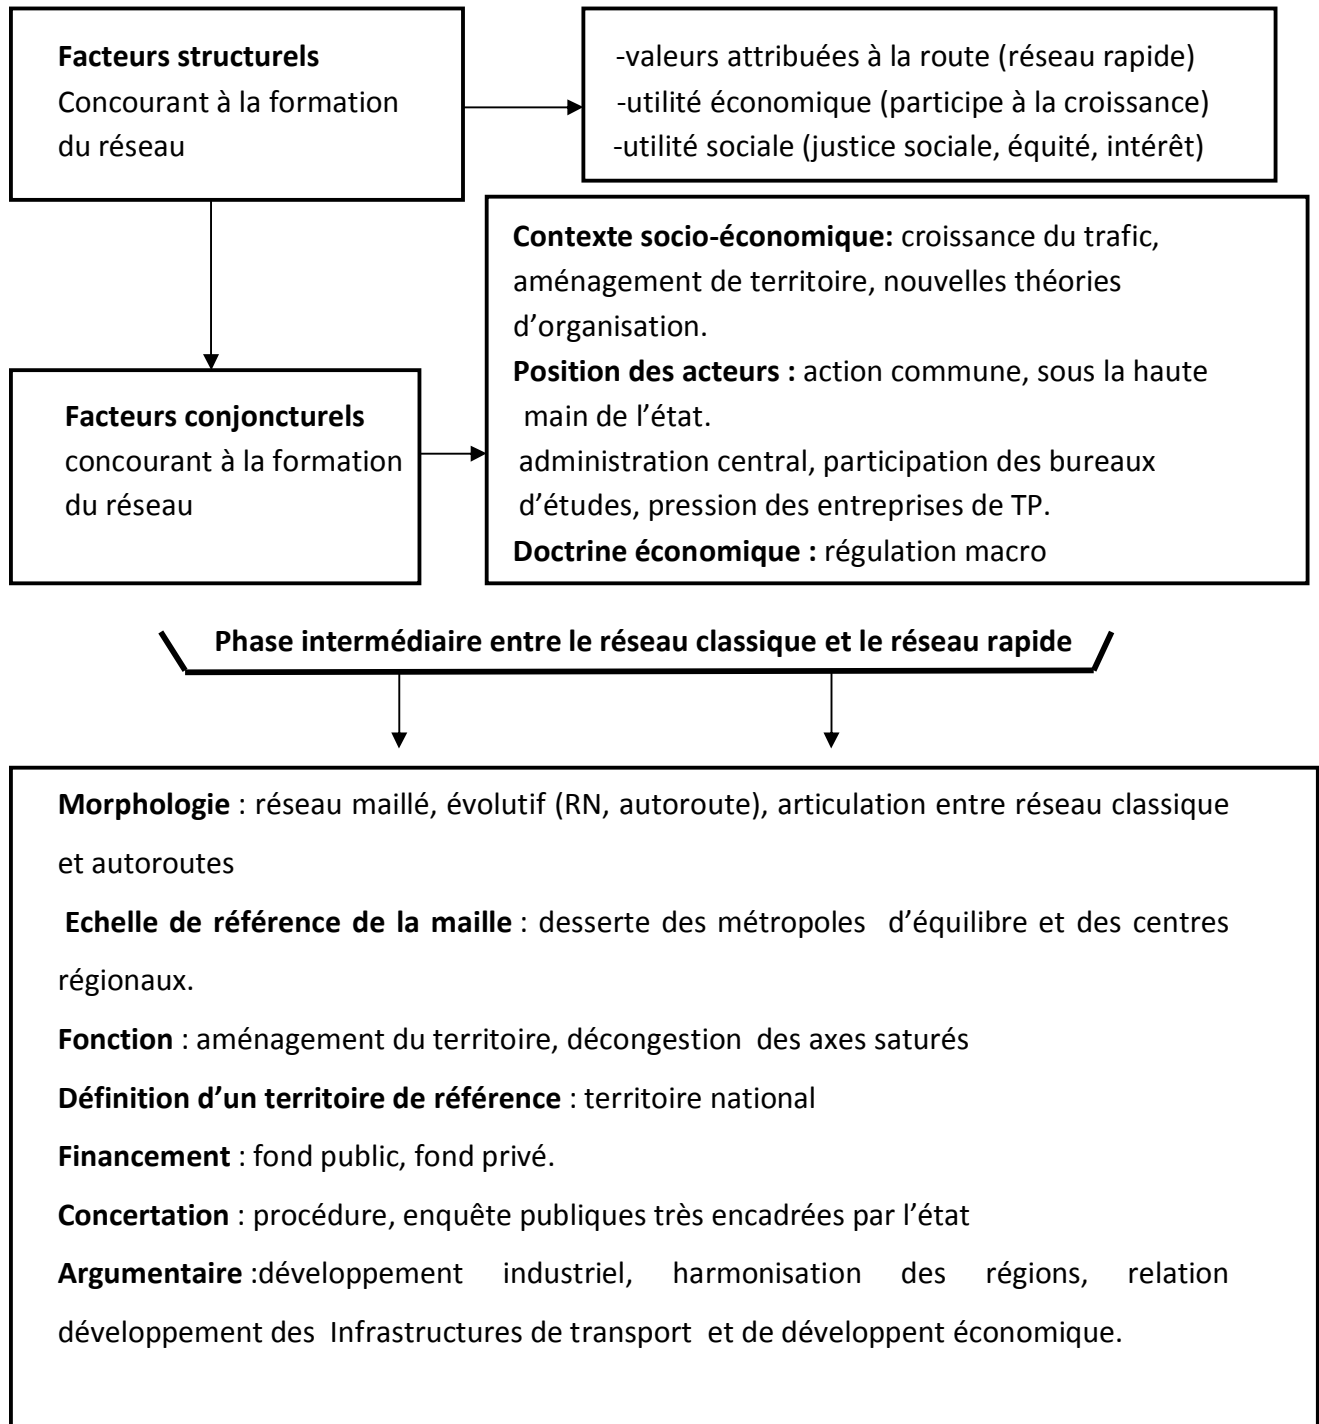 Facteurs structurels
Concourant à la formation
du réseau
-valeurs attribuées à la route (réseau rapide)
-utilité économique (participe à la croissance)
-utilité sociale (justice sociale, équité, intérêt)
Contexte socio-économique: croissance du trafic,
aménagement de territoire, nouvelles théories
d’organisation.
Position des acteurs : action commune, sous la haute
main de l’état.
administration central, participation des bureaux
d’études, pression des entreprises de TP.
Doctrine économique : régulation macro
Facteurs conjoncturels
concourant à la formation
du réseau
Phase intermédiaire entre le réseau classique et le réseau rapide
Morphologie : réseau maillé, évolutif (RN, autoroute), articulation entre réseau classique
et autoroutes
Echelle de référence de la maille : desserte des métropoles d’équilibre et des centres
régionaux.
Fonction : aménagement du territoire, décongestion des axes saturés
Définition d’un territoire de référence : territoire national
Financement : fond public, fond privé.
Concertation : procédure, enquête publiques très encadrées par l’état
Argumentaire :développement industriel, harmonisation des régions, relation
développement des Infrastructures de transport et de développent économique.